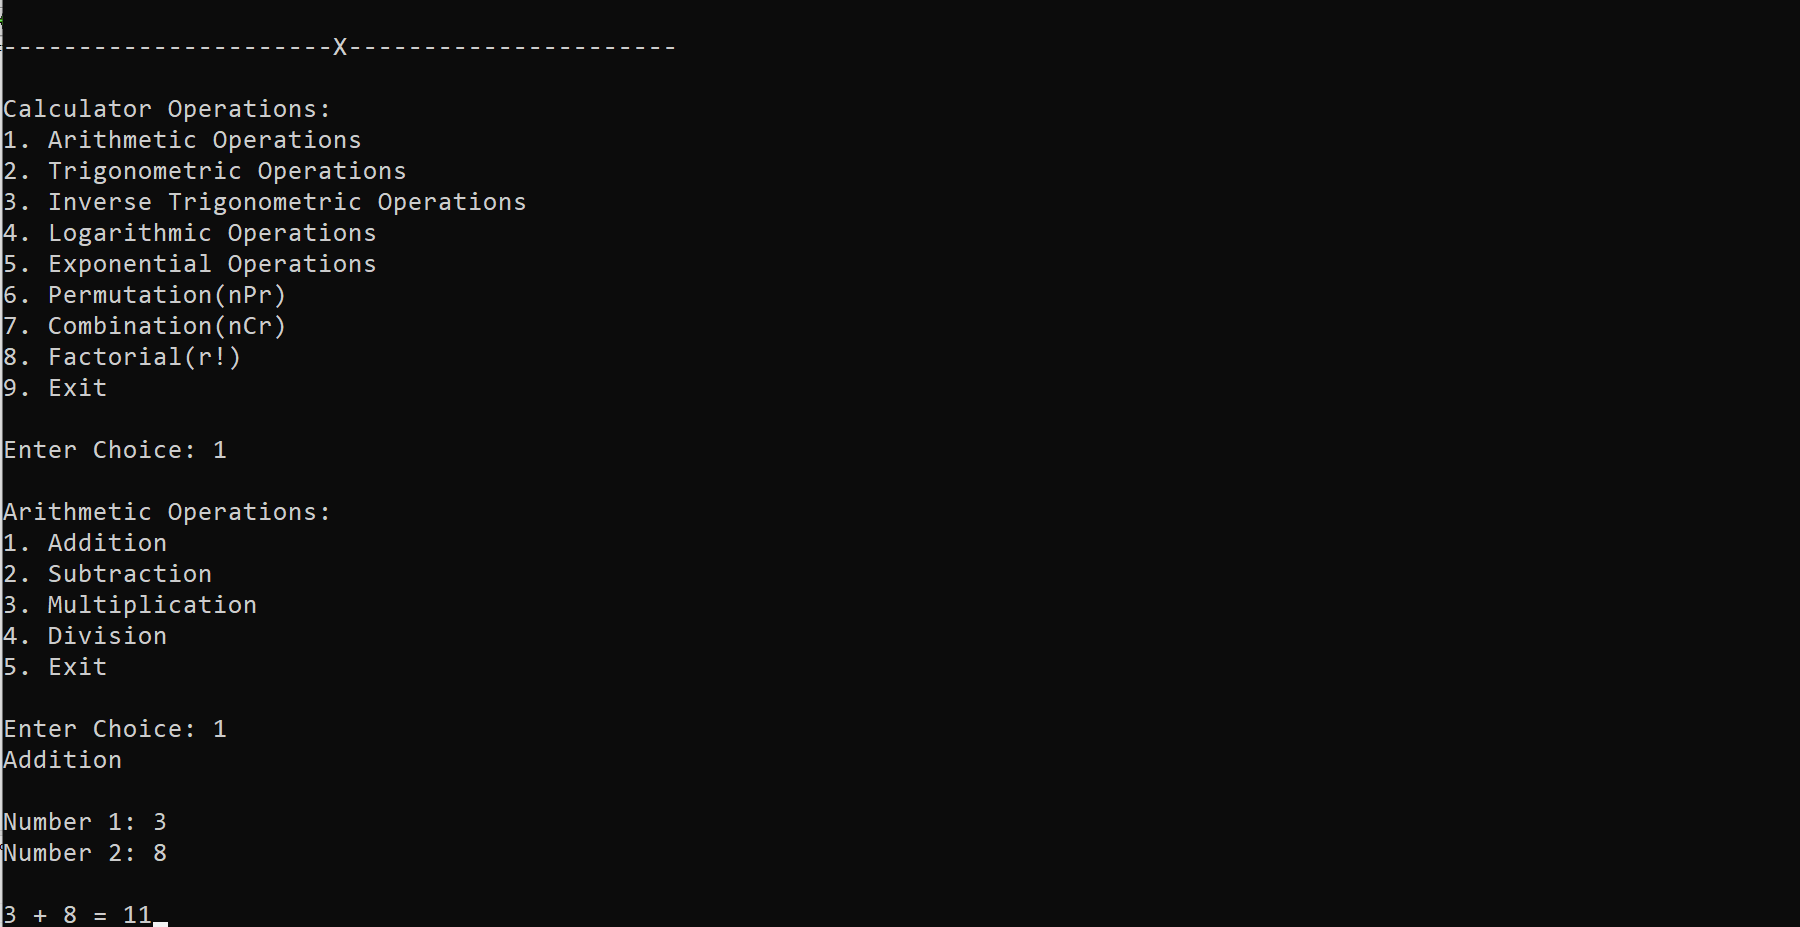 ----------------------X----------------------
Calculator Operations:
1. Arithmetic Operations
2. Trigonometric Operations
3. Inverse Trigonometric Operations
4. Logarithmic Operations
5. Exponential Operations
6. Permutation(nPr)
7. Combination(nCr)
8. Factorial(r!)
9. Exit
Enter Choice: 1
Arithmetic Operations:
1. Addition
2. Subtraction
3. Multiplication
4. Division
5. Exit
Enter Choice: 1
Addition
Number 1: 3
Number 2: 8
3 + 8 = 11